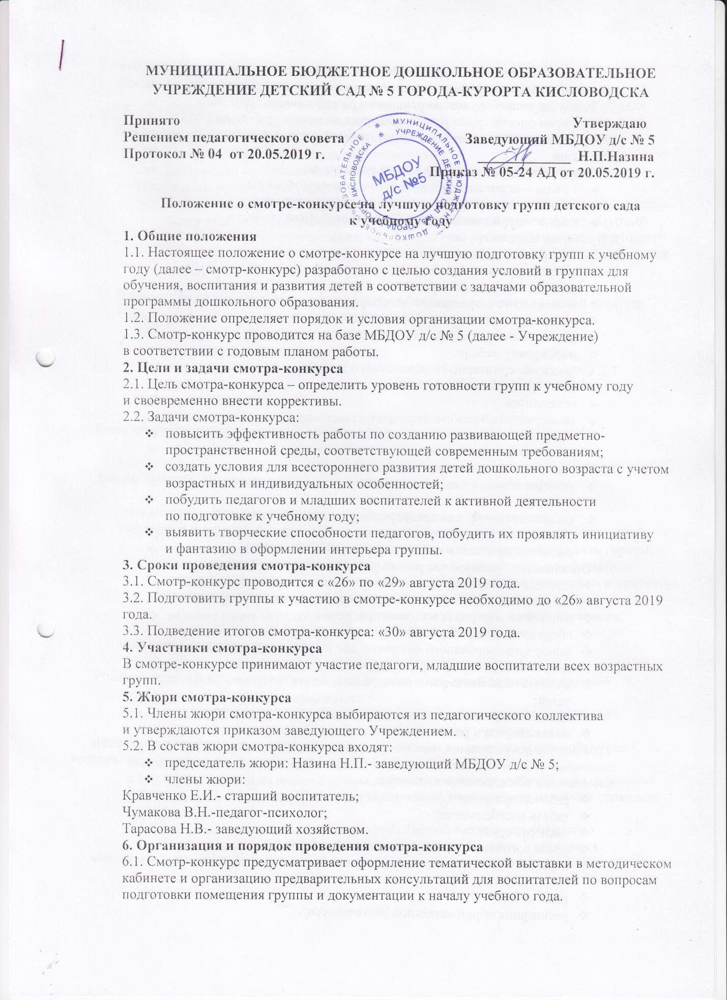 МУНИЦИПАЛЬНОЕ БЮДЖЕТНОЕ ДОШКОЛЬНОЕ ОБРАЗОВАТЕЛЬНОЕ
УЧРЕЖДЕНИЕ ДЕТСКИЙ САД № 5 ГОРОДА-КУРОРТА КИСЛОВОДСКА
Принято Утверждаю
Решением педагогического совета Заведующий МБДОУ д/с № 5
Протокол № 04 от 20.05.2019 г. ______________ Н.П.Назина
Приказ № 05-24 АД от 20.05.2019 г.
МУНИЦИПАЛЬНОЕ БЮДЖЕТНОЕ ДОШКОЛЬНОЕ ОБРАЗОВАТЕЛЬНОЕ
УЧРЕЖДЕНИЕ ДЕТСКИЙ САД №5 ГОРОДА КУРОРТА КИСЛОВОДСКА
МБДОУ
д/с №5
Положение о смотре-конкурсе на лучшую подготовку групп детского сада
к учебному году
1. Общие положения
1.1. Настоящее положение о смотре-конкурсе на лучшую подготовку групп к учебному
году (далее – смотр-конкурс) разработано с целью создания условий в группах для
обучения, воспитания и развития детей в соответствии с задачами образовательной
программы дошкольного образования.
1.2. Положение определяет порядок и условия организации смотра-конкурса.
1.3. Смотр-конкурс проводится на базе МБДОУ д/с № 5 (далее - Учреждение)
в соответствии с годовым планом работы.
2. Цели и задачи смотра-конкурса
2.1. Цель смотра-конкурса – определить уровень готовности групп к учебному году
и своевременно внести коррективы.
2.2. Задачи смотра-конкурса:
❖ повысить эффективность работы по созданию развивающей предметно-
пространственной среды, соответствующей современным требованиям;
❖ создать условия для всестороннего развития детей дошкольного возраста с учетом
возрастных и индивидуальных особенностей;
❖ побудить педагогов и младших воспитателей к активной деятельности
по подготовке к учебному году;
❖ выявить творческие способности педагогов, побудить их проявлять инициативу
и фантазию в оформлении интерьера группы.
3. Сроки проведения смотра-конкурса
3.1. Смотр-конкурс проводится с «26» по «29» августа 2019 года.
3.2. Подготовить группы к участию в смотре-конкурсе необходимо до «26» августа 2019
года.
3.3. Подведение итогов смотра-конкурса: «30» августа 2019 года.
4. Участники смотра-конкурса
В смотре-конкурсе принимают участие педагоги, младшие воспитатели всех возрастных
групп.
5. Жюри смотра-конкурса
5.1. Члены жюри смотра-конкурса выбираются из педагогического коллектива
и утверждаются приказом заведующего Учреждением.
5.2. В состав жюри смотра-конкурса входят:
❖ председатель жюри: Назина Н.П.- заведующий МБДОУ д/с № 5;
❖ члены жюри:
Кравченко Е.И.- старший воспитатель;
Чумакова В.Н.-педагог-психолог;
Тарасова Н.В.- заведующий хозяйством.
6. Организация и порядок проведения смотра-конкурса
6.1. Смотр-конкурс предусматривает оформление тематической выставки в методическом
кабинете и организацию предварительных консультаций для воспитателей по вопросам
подготовки помещения группы и документации к началу учебного года.